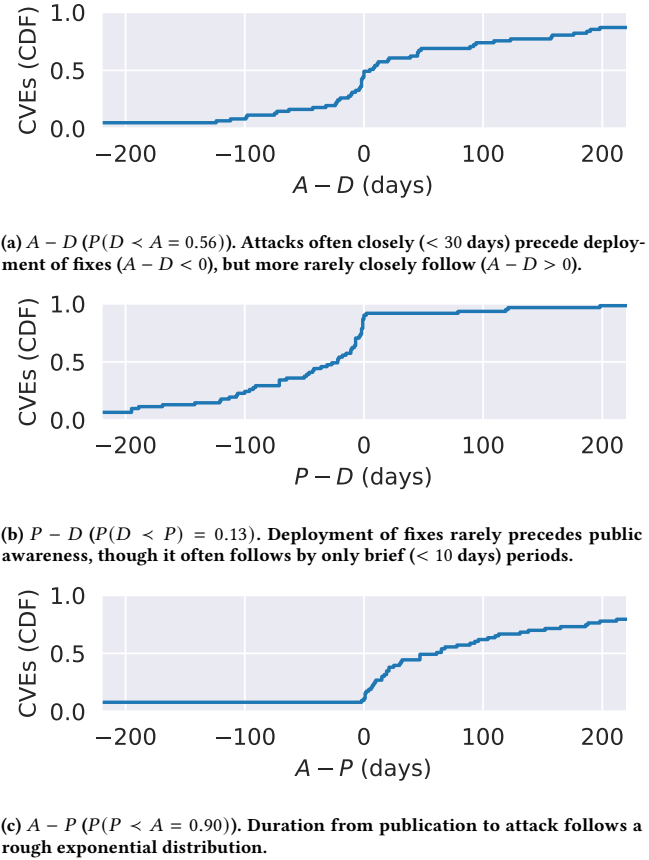 1.0
0.5
0.0
CVEs (CDF)
−200 −100 0 100 200
A − D (days)
(a) A − D (P(D < A = 0.56)). Attacks often closely (< 30 days) precede deploy-
ment of fixes (A − D < 0), but more rarely closely follow (A − D > 0).
1.0
0.5
0.0
CVEs (CDF)
−200 −100 0 100 200
P − D (days)
(b) P − D (P(D < P) = 0.13). Deployment of fixes rarely precedes public
awareness, though it often follows by only brief (< 10 days) periods.
1.0
0.5
0.0
CVEs (CDF)
−200 −100 0 100 200
A − P (days)
(c) A − P (P(P < A = 0.90)). Duration from publication to attack follows a
rough exponential distribution.